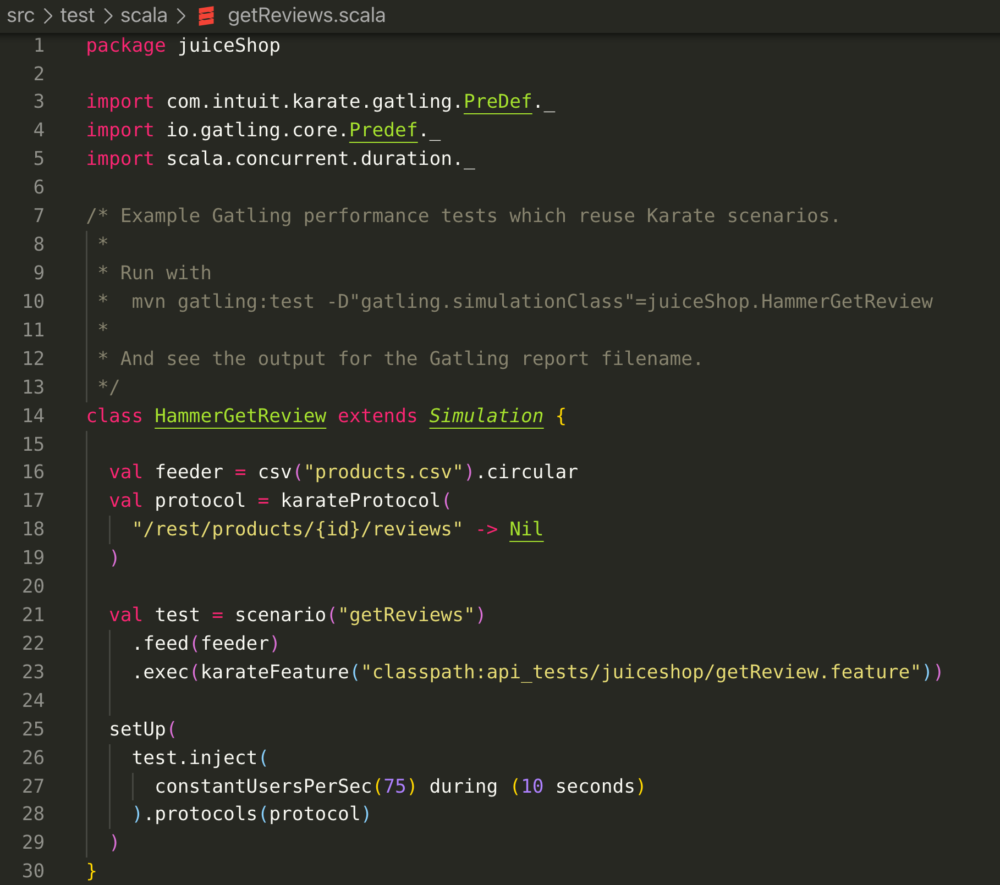 src > test > scala > getReviews.scala
1 package juiceShop
2
3 import com.intuit.karate.gatling.PreDef._
4 import io.gatling.core.Predef._
5 import scala.concurrent.duration._
6
7 /* Example Gatling performance tests which reuse Karate scenarios.
8  *
9  * Run with
10  *  mvn gatling:test -D"gatling.simulationClass"=juiceShop.HammerGetReview
11  *
12  * And see the output for the Gatling report filename.
13  */
14 class HammerGetReview extends Simulation {
15
16   val feeder = csv("products.csv").circular
17   val protocol = karateProtocol(
18     "/rest/products/{id}/reviews" -> Nil
19   )
20
21   val test = scenario("getReviews")
22     .feed(feeder)
23     .exec(karateFeature("classpath:api_tests/juiceshop/getReview.feature"))
24
25   setUp(
26     test.inject(
27       constantUsersPerSec(75) during (10 seconds)
28     ).protocols(protocol)
29   )
30 }